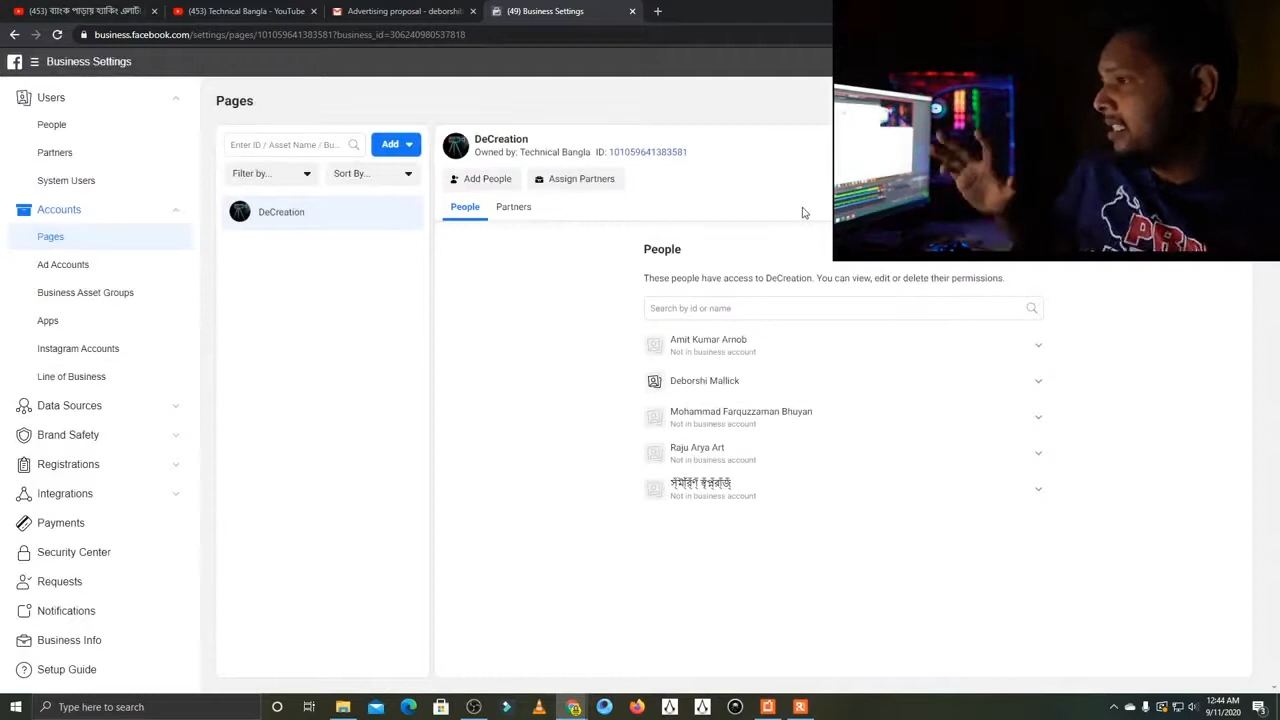 (453) ব্যাংক পাড়ায় হ্যাকিং এলার্ট!
(453) Technical Bangla - YouTube
Advertising proposal - deborshi
(49) Business Settings
business.facebook.com/settings/pages/101059641383581?business_id=306240980537818
Business Settings
Users
People
Partners
System Users
Accounts
Pages
Ad Accounts
Business Asset Groups
Apps
Instagram Accounts
Line of Business
Data Sources
Brand Safety
Registrations
Integrations
Payments
Security Center
Requests
Notifications
Business Info
Setup Guide
Pages
Enter ID / Asset Name / Bu...
Add
Filter by...
Sort By...
DeCreation
DeCreation
Owned by: Technical Bangla ID: 101059641383581
Add People
Assign Partners
People
Partners
People
These people have access to DeCreation. You can view, edit or delete their permissions.
Search by id or name
Amit Kumar Arnob
Not in business account
Deborshi Mallick
Mohammad Farquzzaman Bhuyan
Not in business account
Raju Arya Art
Not in business account
Not in business account
Type here to search
12:44 AM
9/11/2020